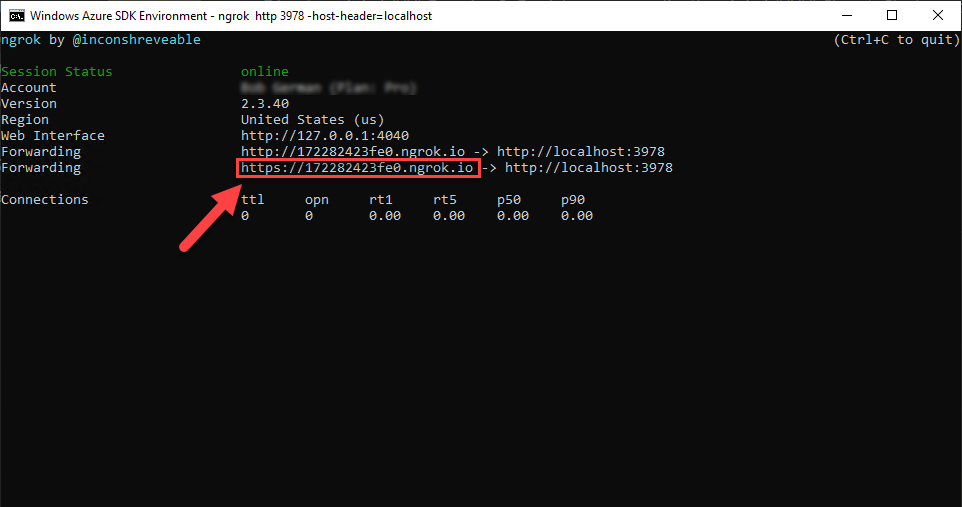 Windows Azure SDK Environment - ngrok  http 3978 -host-header=localhost
ngrok by @inconshreveable (Ctrl+C to quit)
Session Status online
Account
Version 2.3.40
Region United States (us)
Web Interface http://127.0.0.1:4040
Forwarding http://172282423fe0.ngrok.io -> http://localhost:3978
Forwarding https://172282423fe0.ngrok.io -> http://localhost:3978
Connections ttl opn rt1 rt5 p50 p90
0 0 0.00 0.00 0.00 0.00